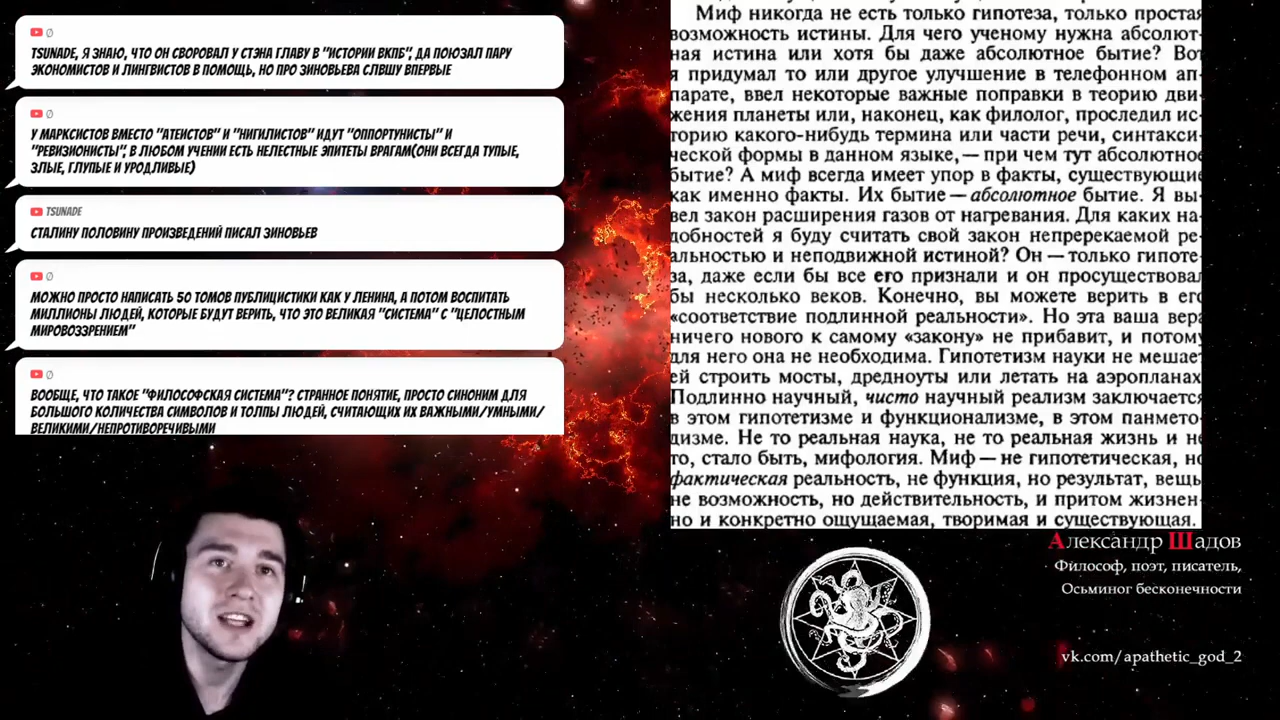 Ø
TSUNADE, Я ЗНАЮ, ЧТО ОН СВОРОВАЛ У СТЭНА ГЛАВУ В "ИСТОРИИ ВКПБ", ДА ПОЮЗАЛ ПАРУ
ЭКОНОМИСТОВ И ЛИНГВИСТОВ В ПОМОЩЬ, НО ПРО ЗИНОВЬЕВА СЛВШУ ВПЕРВЫЕ
Ø
У МАРКСИСТОВ ВМЕСТО "АТЕИСТОВ" И "НИГИЛИСТОВ" ИДУТ "ОППОРТУНИСТЫ" И
"РЕВИЗИОНИСТЫ", В ЛЮБОМ УЧЕНИИ ЕСТЬ НЕЛЕСТНЫЕ ЭПИТЕТЫ ВРАГАМ(ОНИ ВСЕГДА ТУПЫЕ,
ЗЛЫЕ, ГЛУПЫЕ И УРОДЛИВЫЕ)
TSUNADE
СТАЛИНУ ПОЛОВИНУ ПРОИЗВЕДЕНИЙ ПИСАЛ ЗИНОВЬЕВ
Ø
МОЖНО ПРОСТО НАПИСАТЬ 50 ТОМОВ ПУБЛИЦИСТИКИ КАК У ЛЕНИНА, А ПОТОМ ВОСПИТАТЬ
МИЛЛИОНЫ ЛЮДЕЙ, КОТОРЫЕ БУДУТ ВЕРИТЬ, ЧТО ЭТО ВЕЛИКАЯ "СИСТЕМА" С "ЦЕЛОСТНЫМ
МИРОВОЗЗРЕНИЕМ"
Ø
ВООБЩЕ, ЧТО ТАКОЕ "ФИЛОСОФСКАЯ СИСТЕМА"? СТРАННОЕ ПОНЯТИЕ, ПРОСТО СИНОНИМ ДЛЯ
БОЛЬШОГО КОЛИЧЕСТВА СИМВОЛОВ И ТОЛПЫ ЛЮДЕЙ, СЧИТАЮЩИХ ИХ ВАЖНЫМИ/УМНЫМИ/
ВЕЛИКИМИ/НЕПРОТИВОРЕЧИВЫМИ
Миф никогда не есть только гипотеза, только простая
возможность истины. Для чего ученому нужна абсолют-
ная истина или хотя бы даже абсолютное бытие? Вот
я придумал то или другое улучшение в телефонном ап-
парате, ввел некоторые важные поправки в теорию дви-
жения планеты или, наконец, как филолог, проследил ис-
торию какого-нибудь термина или части речи, синтакси-
ческой формы в данном языке,— при чем тут абсолютное
бытие? А миф всегда имеет упор в факты, существующие
как именно факты. Их бытие — абсолютное бытие. Я вы-
вел закон расширения газов от нагревания. Для каких на-
добностей я буду считать свой закон непререкаемой ре-
альностью и неподвижной истиной? Он — только гипоте-
за, даже если бы все его признали и он просуществовал
бы несколько веков. Конечно, вы можете верить в его
«соответствие подлинной реальности». Но эта ваша вера
ничего нового к самому «закону» не прибавит, и потому
для него она не необходима. Гипотетизм науки не мешает
ей строить мосты, дредноуты или летать на аэропланах.
Подлинно научный, чисто научный реализм заключается
в этом гипотетизме и функционализме, в этом панмето-
дизме. Не то реальная наука, не то реальная жизнь и не
то, стало быть, мифология. Миф — не гипотетическая, но
фактическая реальность, не функция, но результат, вещь,
не возможность, но действительность, и притом жизнен-
но и конкретно ощущаемая, творимая и существующая.
Александр Шадов
Философ, поэт, писатель,
Осьминог бесконечности
vk.com/apathetic_god_2